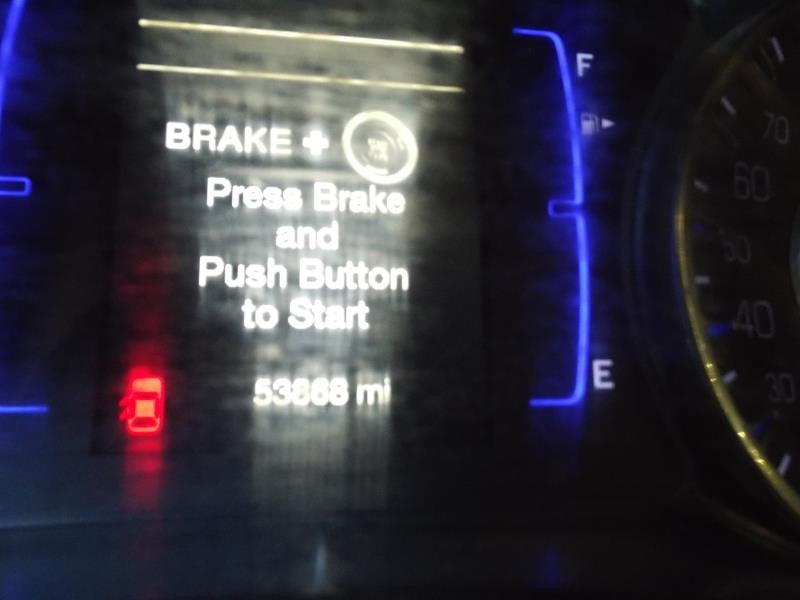 BRAKE +
Press Brake
and
Push Button
to Start
53868 mi
F
E
70
60
50
40
30